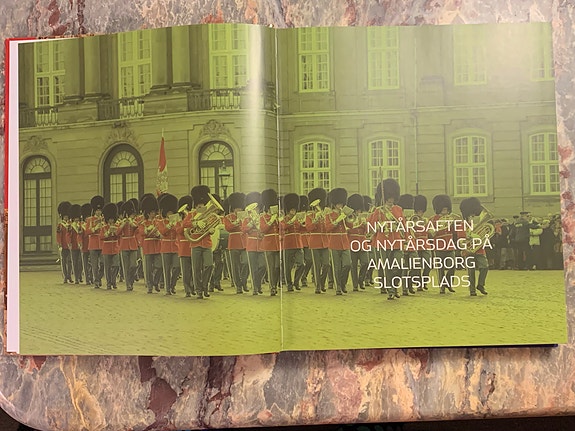 NYTÅRSAFTEN
OG NYTÅRSDAG PÅ
AMALIENBORG
SLOTSPLADS